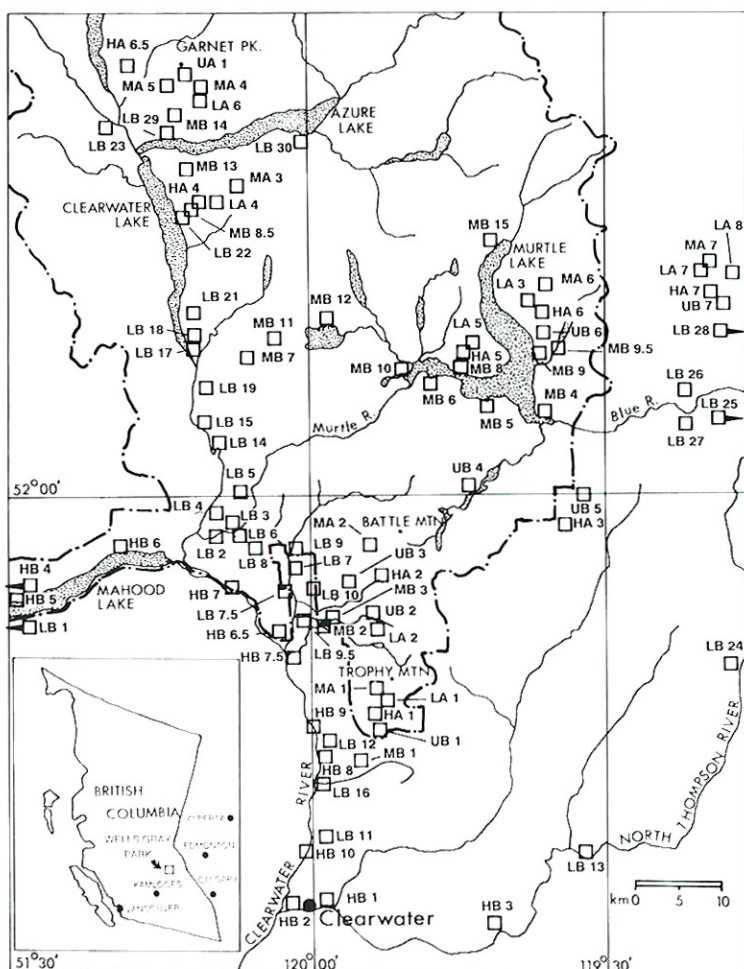 HA 6.5
GARNET PK.
UA 1
MA 5
MA 4
LA 6
LB 29
MB 14
LB 23
AZURE
LAKE
LB 30
MB 13
HA 4
MA 3
LA 4
CLEARWATER
LAKE
MB 8.5
LB 22
MB 15
MURTLE
LAKE
LA 8
MA 7
LA 7
HA 7
UB 7
LB 28
LA 3
MA 6
HA 6
UB 6
MB 9.5
MB 9
LB 21
LB 18
LB 17
MB 12
MB 11
MB 7
LA 5
HA 5
MB 8
MB 10
MB 6
MB 5
MB 4
LB 19
LB 15
LB 14
Murtle R.
Blue R.
LB 26
LB 25
LB 27
LB 5
52°00'
UB 4
UB 5
HA 3
LB 4
LB 3
LB 2
LB 6
LB 8
LB 9
LB 7
MA 2
BATTLE MTN.
UB 3
HA 2
MB 3
HB 4
HB 6
HB 5
MAHOOD
LAKE
LB 1
HB 7
LB 7.5
LB 10
UB 2
MB 2
LA 2
HB 6.5
LB 9.5
HB 7.5
TROPHY MTN.
MA 1
LA 1
HA 1
UB 1
HB 9
LB 12
HB 8
MB 1
LB 16
LB 24
LB 11
HB 10
LB 13
NORTH
THOMPSON RIVER
CLEARWATER
RIVER
HB 1
HB 2
Clearwater
HB 3
km 0
10
BRITISH
COLUMBIA
ALBERTA
WELLS GRAY
PARK
EDMONTON
KAMLOOPS
CALGARY
VANCOUVER
51°30'
120°00'
119°30'